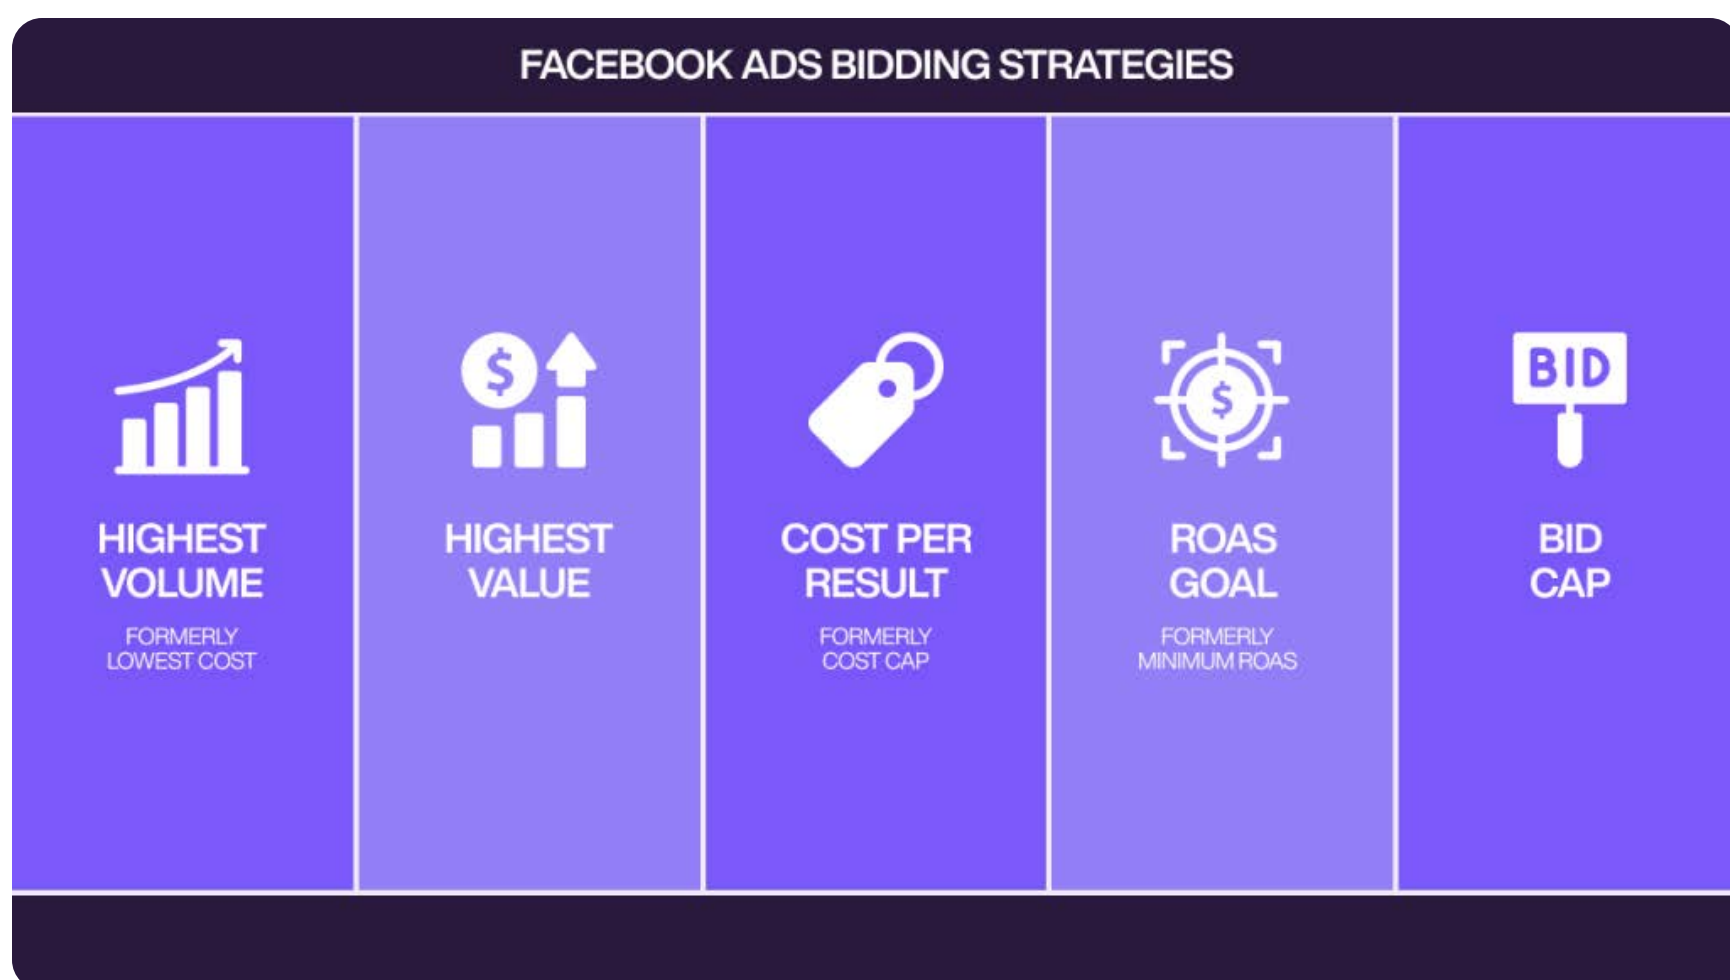 FACEBOOK ADS BIDDING STRATEGIES
$
$
BID
HIGHEST
VOLUME
FORMERLY
LOWEST COST
HIGHEST
VALUE
COST PER
RESULT
FORMERLY
COST CAP
ROAS
GOAL
FORMERLY
MINIMUM ROAS
BID
CAP